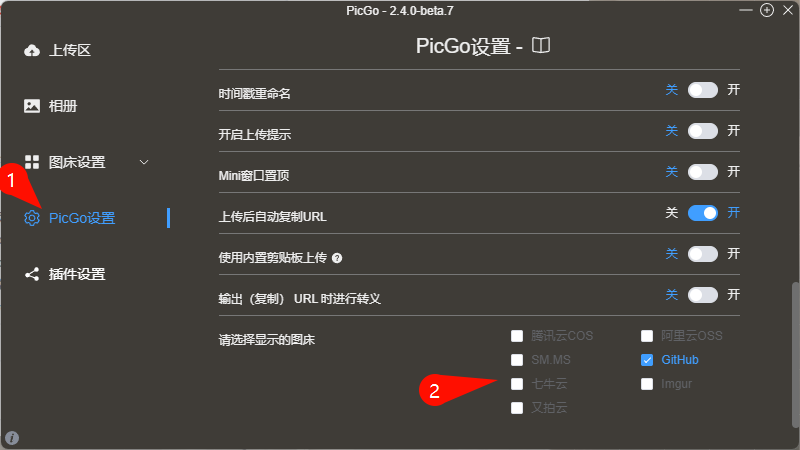 PicGo - 2.4.0-beta.7
上传区
相册
图床设置
1
PicGo设置
插件设置
PicGo设置 -
时间戳重命名 关 开
开启上传提示 关 开
Mini窗口置顶 关 开
上传后自动复制URL 关 开
使用内置剪贴板上传 ? 关 开
输出（复制） URL 时进行转义 关 开
请选择显示的图床
腾讯云COS 阿里云OSS
SM.MS GitHub
2
七牛云 Imgur
又拍云
i